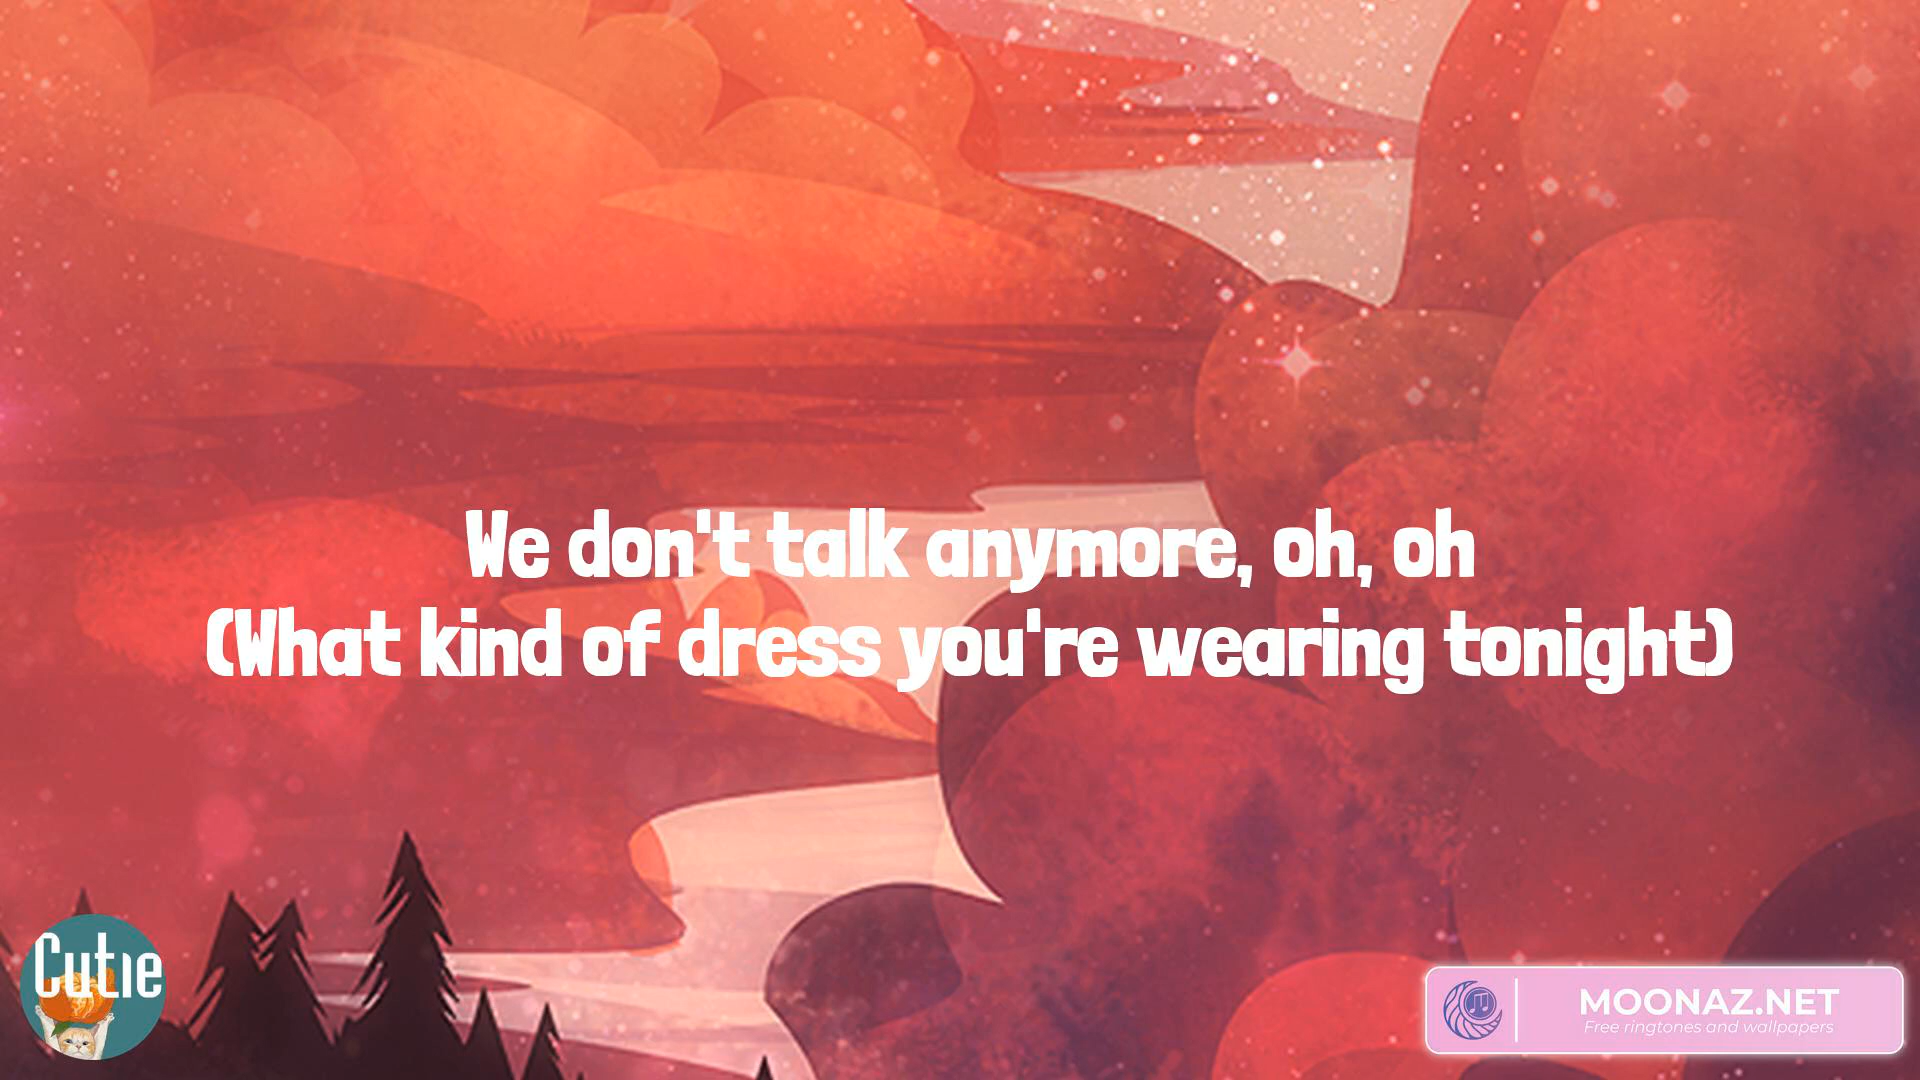 We don't talk anymore, oh, oh
(What kind of dress you're wearing tonight)
Cutie
MOONAZ.NET
Free ringtones and wallpapers